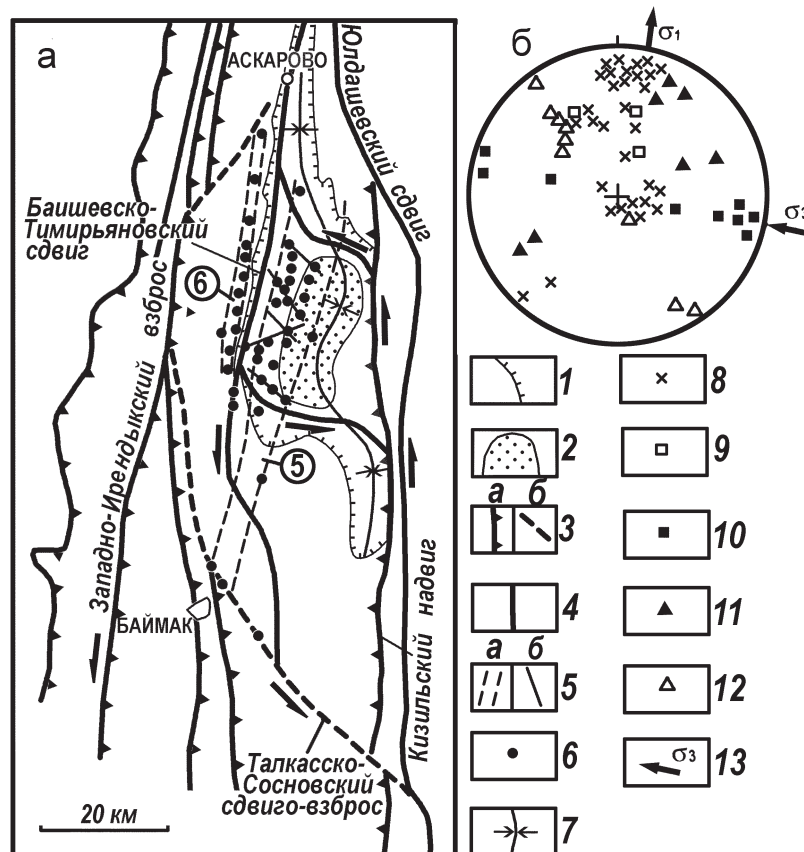 а
АСКАРОВО
Юлдашевский сдвиг
Баишевско-
Тимирьяновский
сдвиг
6
Западно-Ирендыкский взброс
5
БАЙМАК
Кизильский надвиг
Талкасско-
Сосновский
сдвиго-взброс
20 км
б
σ1
σ3
1
8
2
9
а б
3
10
4
11
а б
5
12
6
σ3
13
7